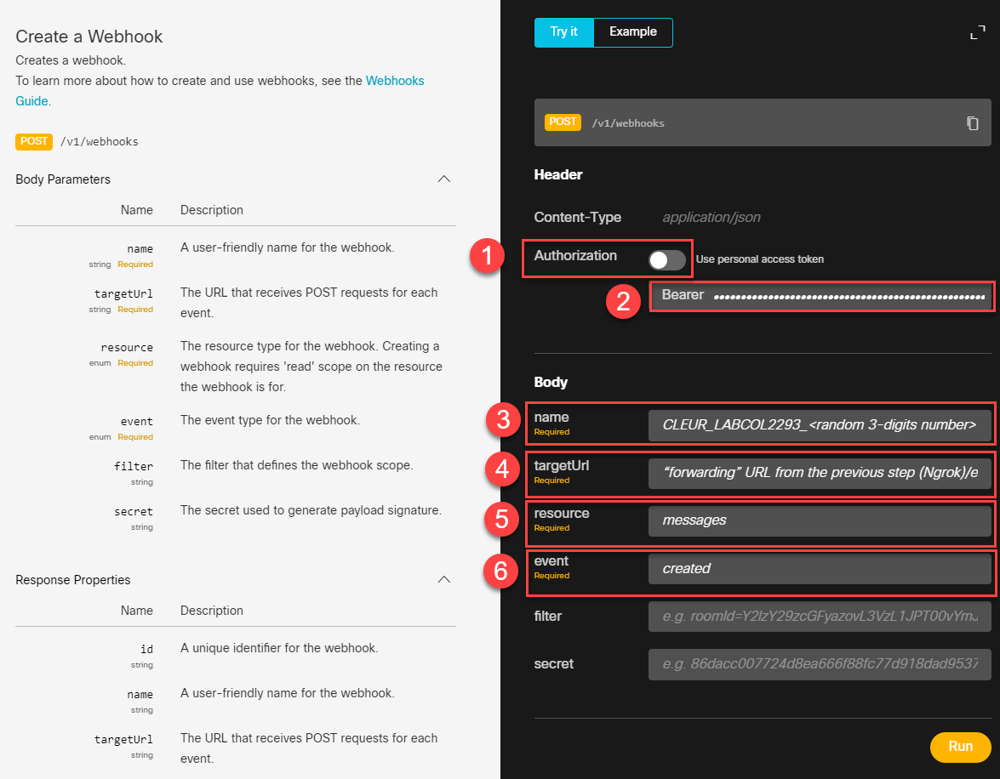 Create a Webhook
Creates a webhook.
To learn more about how to create and use webhooks, see the Webhooks
Guide.
POST /v1/webhooks
Body Parameters
Name Description
name A user-friendly name for the webhook.
string Required
targetUrl The URL that receives POST requests for each
string Required event.
resource The resource type for the webhook. Creating a
enum Required webhook requires 'read' scope on the resource
the webhook is for.
event The event type for the webhook.
enum Required
filter The filter that defines the webhook scope.
string
secret The secret used to generate payload signature.
string
Response Properties
Name Description
id A unique identifier for the webhook.
string
name A user-friendly name for the webhook.
string
targetUrl The URL that receives POST requests for each
string event.
Try it Example
POST /v1/webhooks
Header
Content-Type application/json
1 Authorization Use personal access token
2 Bearer ••••••••••••••••••••••••••••••••••••••••••••••••••
Body
3 name CLEUR_LABCOL2293_<random 3-digits number>
Required
4 targetUrl “forwarding” URL from the previous step (Ngrok)/e
Required
5 resource messages
Required
6 event created
Required
filter e.g. roomId=Y2lzY29zcGFyazovL3VzL1JPT00vYmJ
secret e.g. 86dacc007724d8ea666f88fc77d918dad9537
Run